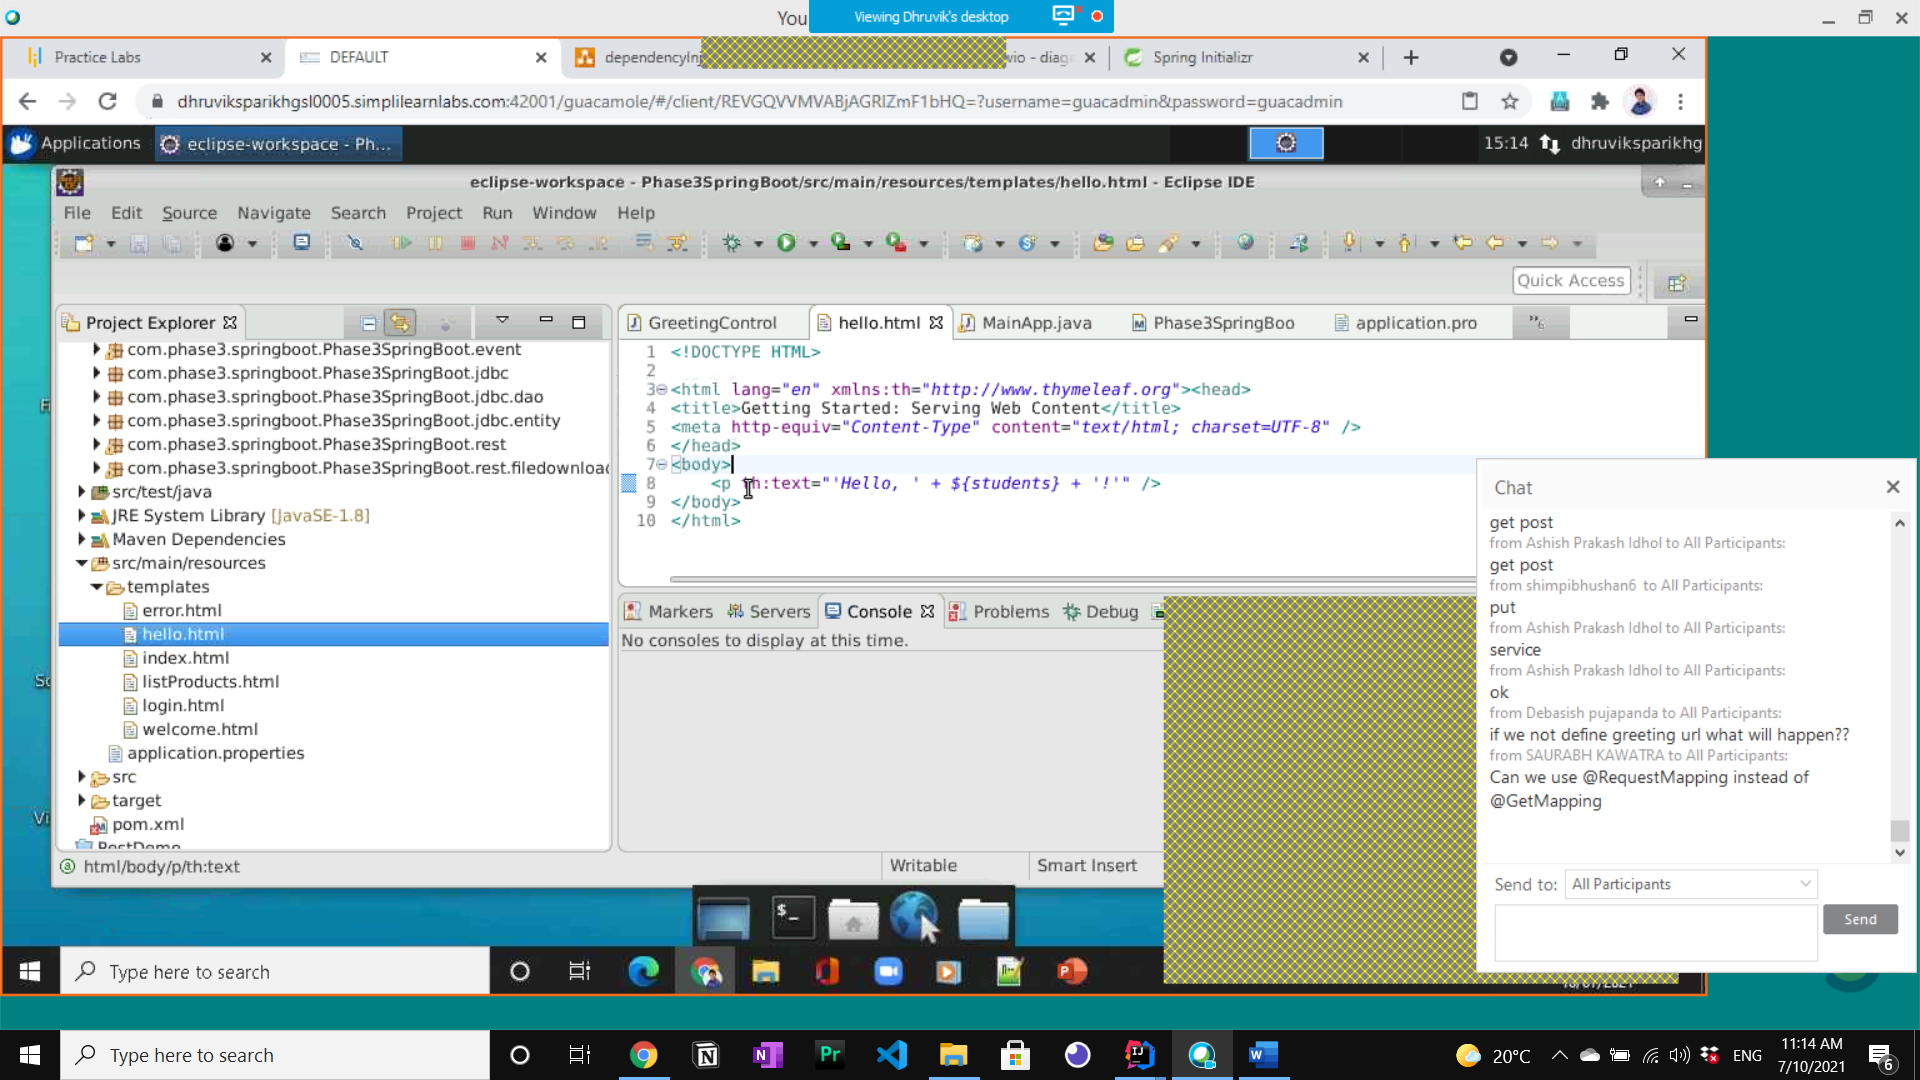 You
Viewing Dhruvik's desktop
Practice Labs
DEFAULT
dependencyInj
wio - diag
Spring Initializr
dhruviksparikhgsl0005.simplilearnlabs.com:42001/guacamole/#/client/REVGQVVMVABjAGRIZmF1bHQ=?username=guacadmin&password=guacadmin
Applications
eclipse-workspace - Ph...
15:14
dhruviksparikhg
eclipse-workspace - Phase3SpringBoot/src/main/resources/templates/hello.html - Eclipse IDE
File Edit Source Navigate Search Project Run Window Help
Quick Access
Project Explorer
com.phase3.springboot.Phase3SpringBoot.event
com.phase3.springboot.Phase3SpringBoot.jdbc
com.phase3.springboot.Phase3SpringBoot.jdbc.dao
com.phase3.springboot.Phase3SpringBoot.jdbc.entity
com.phase3.springboot.Phase3SpringBoot.rest
com.phase3.springboot.Phase3SpringBoot.rest.filedownloa
src/test/java
JRE System Library [JavaSE-1.8]
Maven Dependencies
src/main/resources
templates
error.html
hello.html
index.html
listProducts.html
login.html
welcome.html
application.properties
src
target
pom.xml
RestDemo
html/body/p/th:text
GreetingControl
hello.html
MainApp.java
Phase3SpringBoo
application.pro
»6
1 <!DOCTYPE HTML>
2
3 <html lang="en" xmlns:th="http://www.thymeleaf.org"><head>
4 <title>Getting Started: Serving Web Content</title>
5 <meta http-equiv="Content-Type" content="text/html; charset=UTF-8" />
6 </head>
7 <body>
8 <p th:text="'Hello, ' + ${students} + '!'" />
9 </body>
10 </html>
Markers
Servers
Console
Problems
Debug
No consoles to display at this time.
Writable
Smart Insert
Chat
get post
from Ashish Prakash Idhol to All Participants:
get post
from shimpibhushan6 to All Participants:
put
from Ashish Prakash Idhol to All Participants:
service
from Ashish Prakash Idhol to All Participants:
ok
from Debasish pujapanda to All Participants:
if we not define greeting url what will happen??
from SAURABH KAWATRA to All Participants:
Can we use @RequestMapping instead of
@GetMapping
Send to:
All Participants
Send
Type here to search
Type here to search
20°C
ENG
11:14 AM
7/10/2021
6